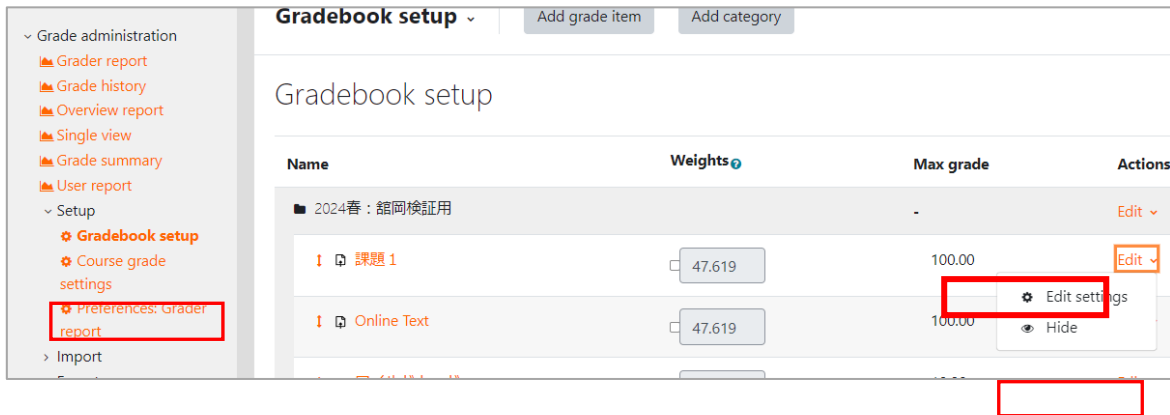 Grade administration
Grader report
Grade history
Overview report
Single view
Grade summary
User report
Setup
Gradebook setup
Course grade
settings
Preferences: Grader
report
Import
Gradebook setup Add grade item Add category
Gradebook setup
Name Weights Max grade Actions
2024春：舘岡検証用 - Edit
課題 1 47.619 100.00 Edit
Edit settings
Online Text 47.619 100.00
Hide